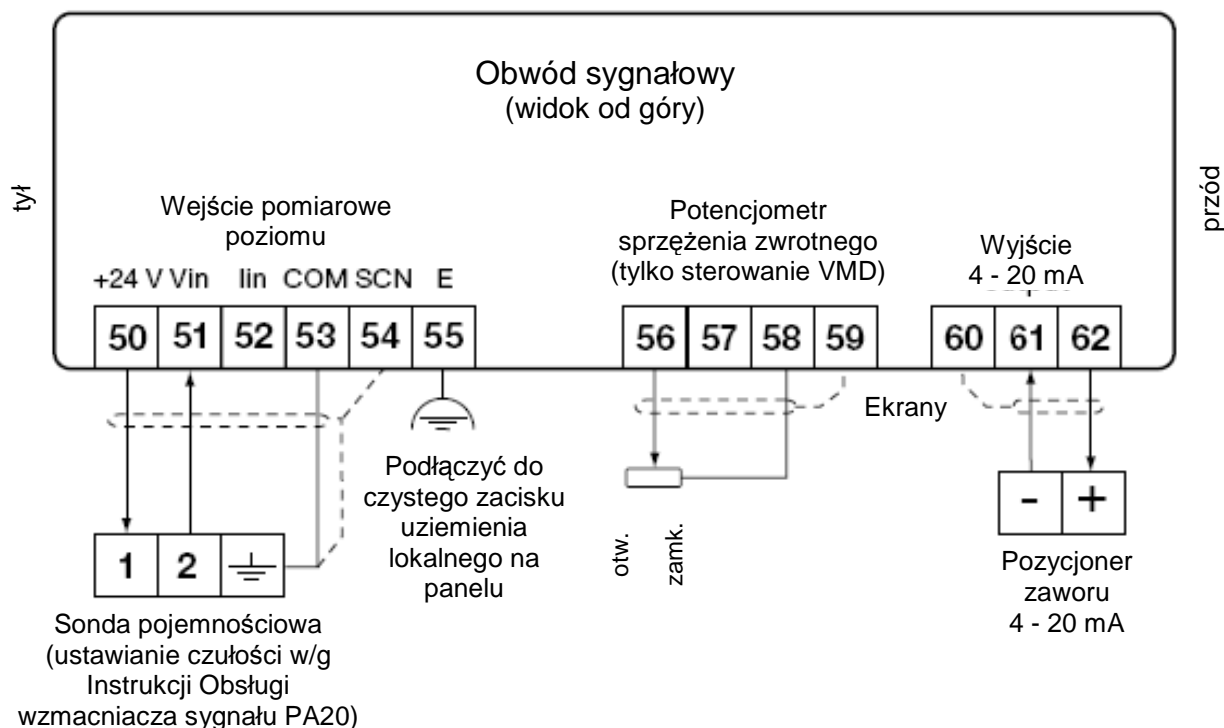 Obwód sygnałowy
(widok od góry)
tył
przód
Wejście pomiarowe
poziomu
+24 V Vin Iin COM SCN E
50 51 52 53 54 55
Potencjometr
sprzężenia zwrotnego
(tylko sterowanie VMD)
56 57 58 59
Wyjście
4 - 20 mA
60 61 62
Ekrany
Podłączyć do
czystego zacisku
uziemienia
lokalnego na
panelu
otw.
zamk.
1 2
Sonda pojemnościowa
(ustawianie czułości w/g
Instrukcji Obsługi
wzmacniacza sygnału PA20)
- +
Pozycjoner
zaworu
4 - 20 mA